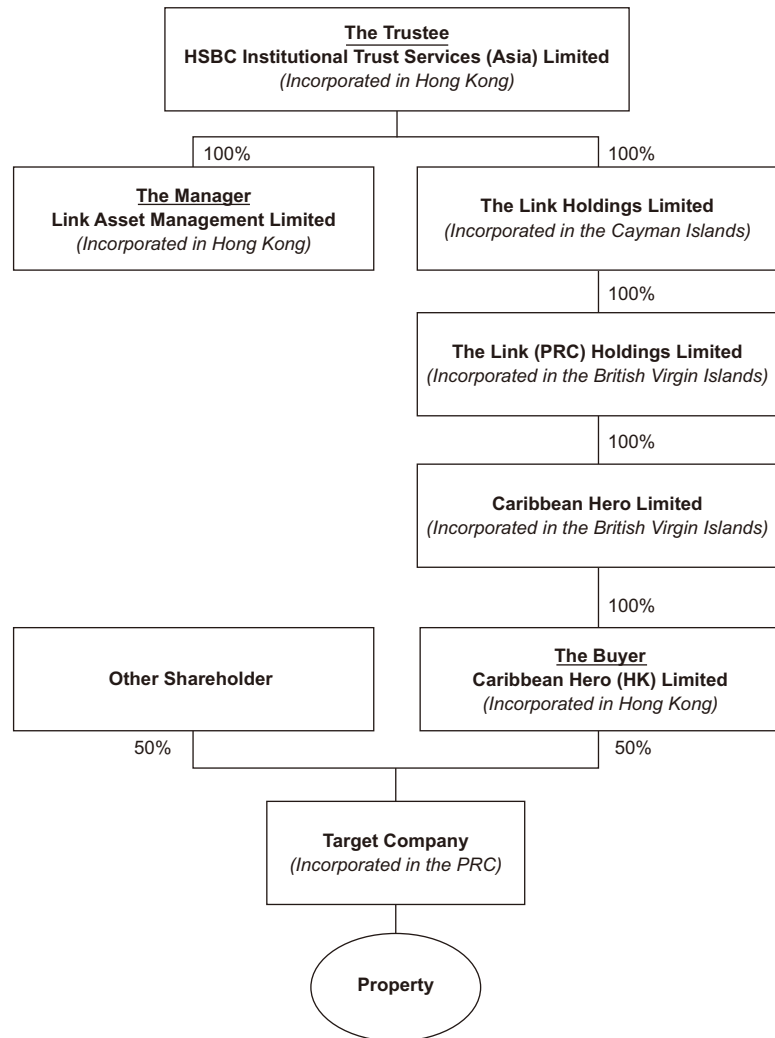 The Trustee
HSBC Institutional Trust Services (Asia) Limited
(Incorporated in Hong Kong)
100%
100%
The Manager
Link Asset Management Limited
(Incorporated in Hong Kong)
The Link Holdings Limited
(Incorporated in the Cayman Islands)
100%
The Link (PRC) Holdings Limited
(Incorporated in the British Virgin Islands)
100%
Caribbean Hero Limited
(Incorporated in the British Virgin Islands)
100%
Other Shareholder
The Buyer
Caribbean Hero (HK) Limited
(Incorporated in Hong Kong)
50%
50%
Target Company
(Incorporated in the PRC)
Property